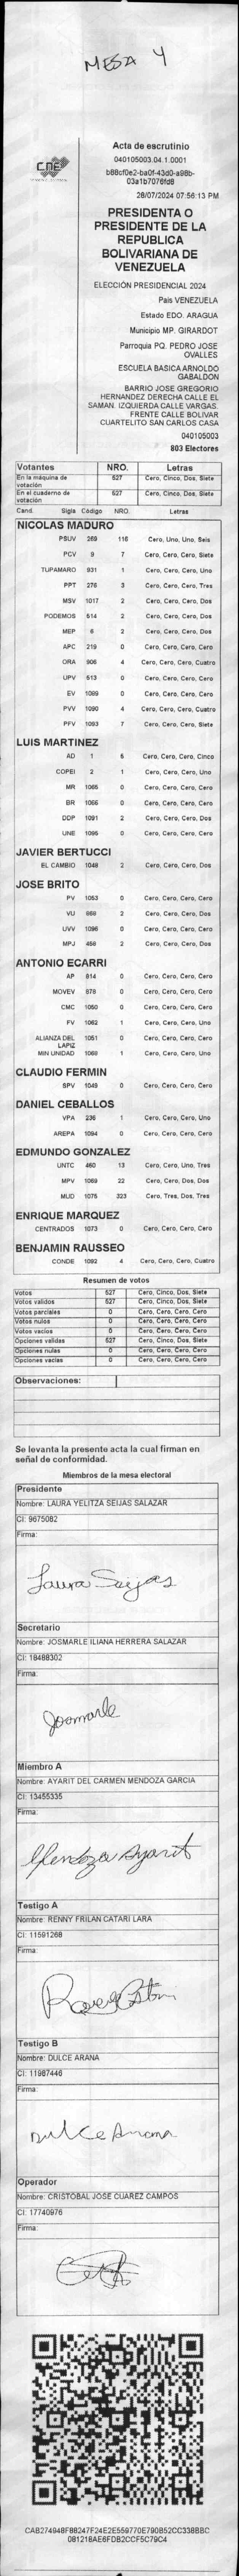 MESA 4
CNE
Acta de escrutinio
040105003.04.1.0001
b88cf0e2-ba0f-43d0-a98b-
03a1b7076fd8
28/07/2024 07:56:13 PM
PRESIDENTA O
PRESIDENTE DE LA
REPUBLICA
BOLIVARIANA DE
VENEZUELA
ELECCIÓN PRESIDENCIAL 2024
Pais VENEZUELA
Estado EDO. ARAGUA
Municipio MP. GIRARDOT
Parroquia PQ. PEDRO JOSE
OVALLES
ESCUELA BASICA ARNOLDO
GABALDON
BARRIO JOSE GREGORIO
HERNANDEZ DERECHA CALLE EL
SAMAN. IZQUIERDA CALLE VARGAS.
FRENTE CALLE BOLIVAR
CUARTELITO SAN CARLOS CASA
040105003
803 Electores
Votantes NRO. Letras
En la máquina de votación 527 Cero, Cinco, Dos, Siete
En el cuaderno de votación 527 Cero, Cinco, Dos, Siete
Cand. Sigla Código NRO. Letras
NICOLAS MADURO
PSUV 269 116 Cero, Uno, Uno, Seis
PCV 9 7 Cero, Cero, Cero, Siete
TUPAMARO 931 1 Cero, Cero, Cero, Uno
PPT 276 3 Cero, Cero, Cero, Tres
MSV 1017 2 Cero, Cero, Cero, Dos
PODEMOS 514 2 Cero, Cero, Cero, Dos
MEP 6 2 Cero, Cero, Cero, Dos
APC 219 0 Cero, Cero, Cero, Cero
ORA 906 4 Cero, Cero, Cero, Cuatro
UPV 513 0 Cero, Cero, Cero, Cero
EV 1089 0 Cero, Cero, Cero, Cero
PVV 1090 4 Cero, Cero, Cero, Cuatro
PFV 1093 7 Cero, Cero, Cero, Siete
LUIS MARTINEZ
AD 1 5 Cero, Cero, Cero, Cinco
COPEI 2 1 Cero, Cero, Cero, Uno
MR 1065 0 Cero, Cero, Cero, Cero
BR 1066 0 Cero, Cero, Cero, Cero
DDP 1091 2 Cero, Cero, Cero, Dos
UNE 1095 0 Cero, Cero, Cero, Cero
JAVIER BERTUCCI
EL CAMBIO 1048 2 Cero, Cero, Cero, Dos
JOSE BRITO
PV 1053 0 Cero, Cero, Cero, Cero
VU 868 2 Cero, Cero, Cero, Dos
UVV 1096 0 Cero, Cero, Cero, Cero
MPJ 458 2 Cero, Cero, Cero, Dos
ANTONIO ECARRI
AP 914 0 Cero, Cero, Cero, Cero
MOVEV 878 0 Cero, Cero, Cero, Cero
CMC 1050 0 Cero, Cero, Cero, Cero
FV 1062 1 Cero, Cero, Cero, Uno
ALIANZA DEL LAPIZ 1051 0 Cero, Cero, Cero, Cero
MIN UNIDAD 1068 1 Cero, Cero, Cero, Uno
CLAUDIO FERMIN
SPV 1049 0 Cero, Cero, Cero, Cero
DANIEL CEBALLOS
VPA 236 1 Cero, Cero, Cero, Uno
AREPA 1094 0 Cero, Cero, Cero, Cero
EDMUNDO GONZALEZ
UNTC 460 13 Cero, Cero, Uno, Tres
MPV 1069 22 Cero, Cero, Dos, Dos
MUD 1075 323 Cero, Tres, Dos, Tres
ENRIQUE MARQUEZ
CENTRADOS 1073 0 Cero, Cero, Cero, Cero
BENJAMIN RAUSSEO
CONDE 1092 4 Cero, Cero, Cero, Cuatro
Resumen de votos
Votos 527 Cero, Cinco, Dos, Siete
Votos validos 527 Cero, Cinco, Dos, Siete
Votos parciales 0 Cero, Cero, Cero, Cero
Votos nulos 0 Cero, Cero, Cero, Cero
Votos vacios 0 Cero, Cero, Cero, Cero
Opciones validas 527 Cero, Cinco, Dos, Siete
Opciones nulas 0 Cero, Cero, Cero, Cero
Opciones vacias 0 Cero, Cero, Cero, Cero
Observaciones:
Se levanta la presente acta la cual firman en
señal de conformidad.
Miembros de la mesa electoral
Presidente
Nombre: LAURA YELITZA SEIJAS SALAZAR
CI: 9675082
Firma:
Laura Seijas
Secretario
Nombre: JOSMARLE ILIANA HERRERA SALAZAR
CI: 18488302
Firma:
Josmarle
Miembro A
Nombre: AYARIT DEL CARMEN MENDOZA GARCIA
CI: 13455335
Firma:
Mendoza Ayarit
Testigo A
Nombre: RENNY FRILAN CATARI LARA
CI: 11591268
Firma:
Testigo B
Nombre: DULCE ARANA
CI: 11987446
Firma:
Dulce Arana
Operador
Nombre: CRISTOBAL JOSE CUAREZ CAMPOS
CI: 17740976
Firma:
CAB274948FB8247F24E2E559770E790B52CC338BBC
081218AE6FDB2CCF5C79C4